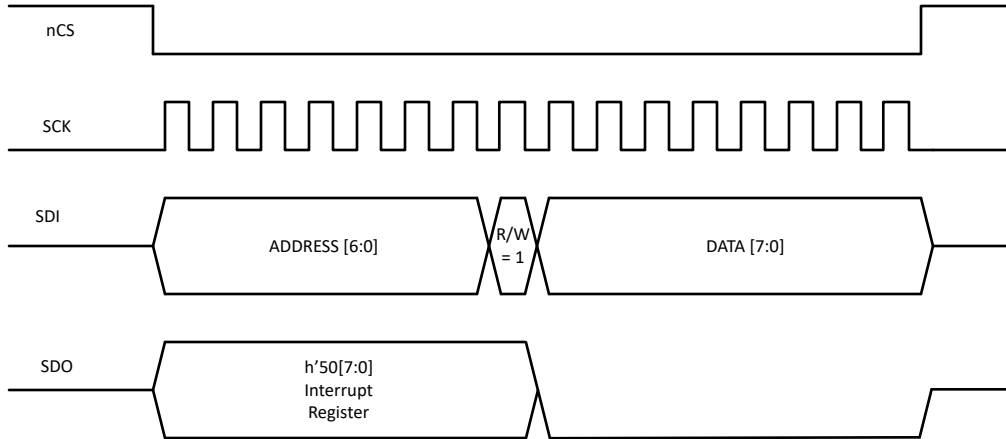 nCS
SCK
SDI
ADDRESS [6:0]
R/W
= 1
DATA [7:0]
SDO
h’50[7:0]
Interrupt
Register